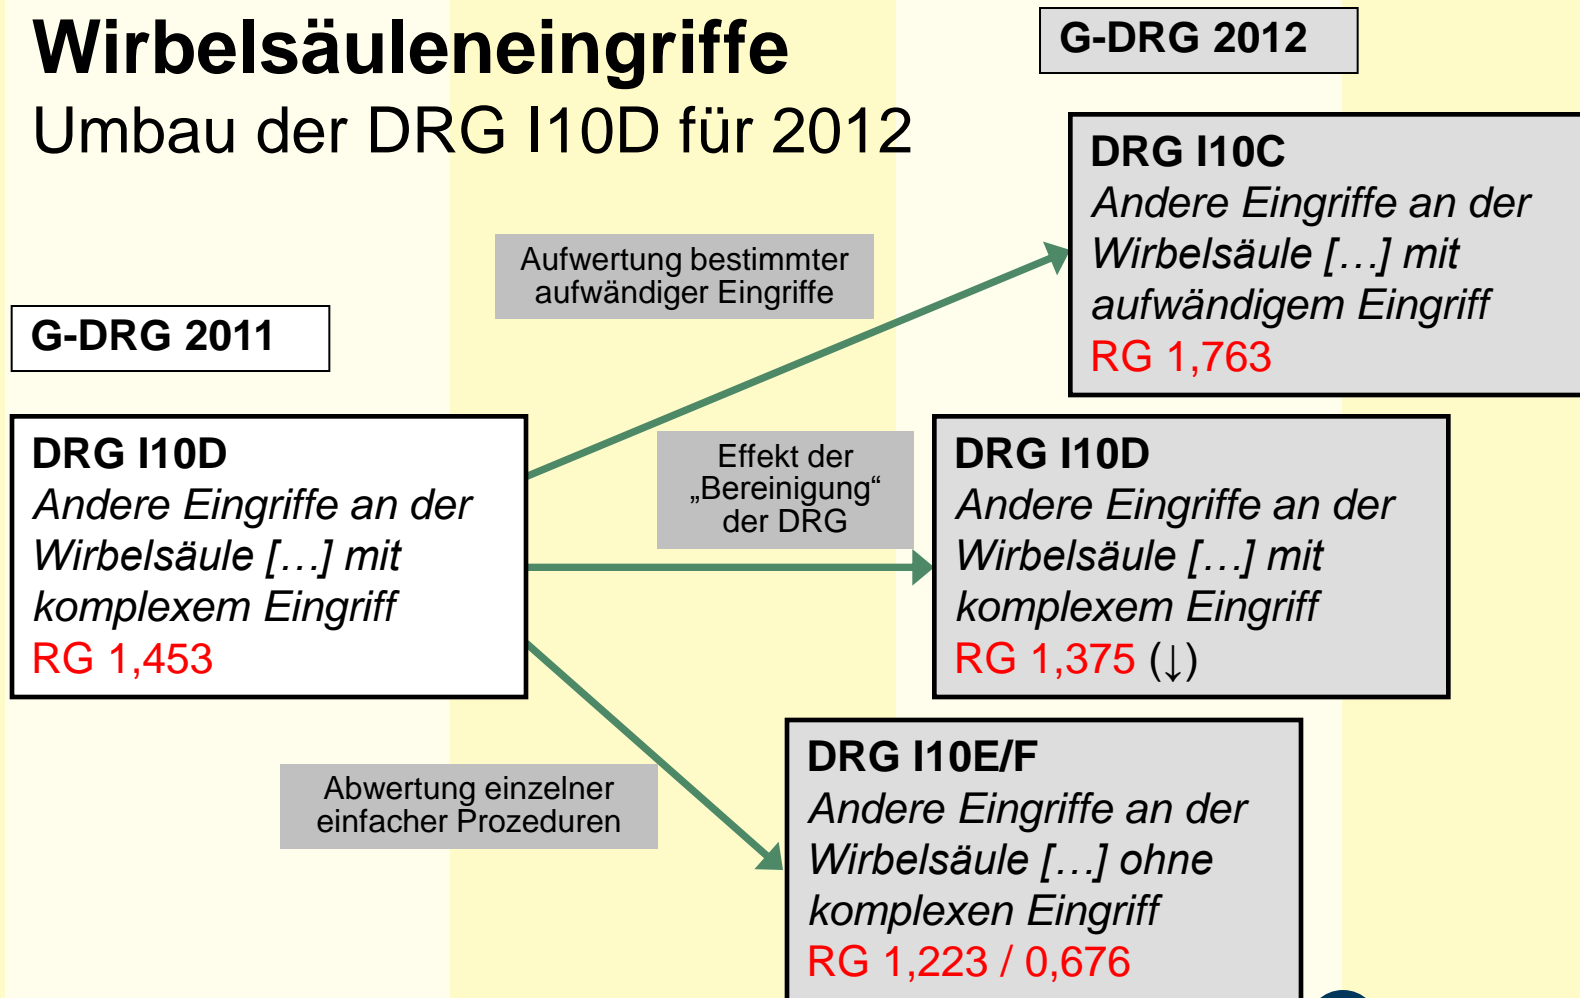 Wirbelsäuleneingriffe
Umbau der DRG I10D für 2012
G-DRG 2012
G-DRG 2011
DRG I10D
Andere Eingriffe an der
Wirbelsäule […] mit
komplexem Eingriff
RG 1,453
Aufwertung bestimmter
aufwändiger Eingriffe
DRG I10C
Andere Eingriffe an der
Wirbelsäule […] mit
aufwändigem Eingriff
RG 1,763
Effekt der
„Bereinigung“
der DRG
DRG I10D
Andere Eingriffe an der
Wirbelsäule […] mit
komplexem Eingriff
RG 1,375 (↓)
Abwertung einzelner
einfacher Prozeduren
DRG I10E/F
Andere Eingriffe an der
Wirbelsäule […] ohne
komplexen Eingriff
RG 1,223 / 0,676